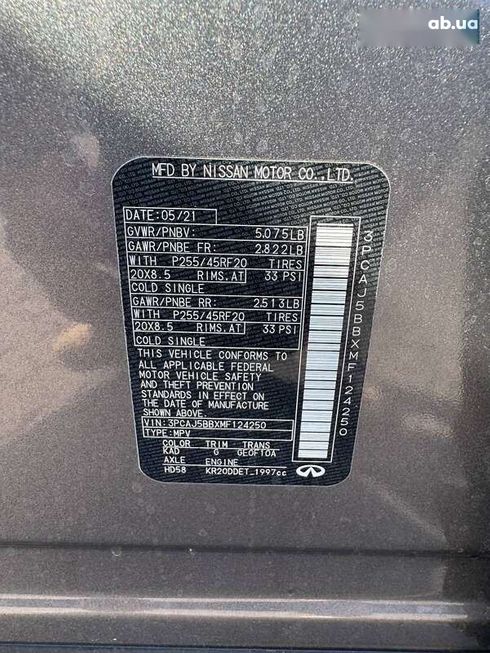 ab.ua
MFD BY NISSAN MOTOR CO.,LTD.
DATE: 05/21
GVWR/PNBV: 5.075LB
GAWR/PNBE FR: 2.822LB
WITH P255/45RF20 TIRES
20X8.5 RIMS.AT 33 PSI
COLD SINGLE
GAWR/PNBE RR: 2.513LB
WITH P255/45RF20 TIRES
20X8.5 RIMS.AT 33 PSI
COLD SINGLE
THIS VEHICLE CONFORMS TO
ALL APPLICABLE FEDERAL
MOTOR VEHICLE SAFETY
AND THEFT PREVENTION
STANDARDS IN EFFECT ON
THE DATE OF MANUFACTURE
SHOWN ABOVE.
VIN: 3PCAJ5BBXMF124250
TYPE: MPV
COLOR TRIM TRANS
KAD G GE0F10A
AXLE ENGINE
HD58 KR20DDET_1997cc
3PCAJ5BBXMF124250